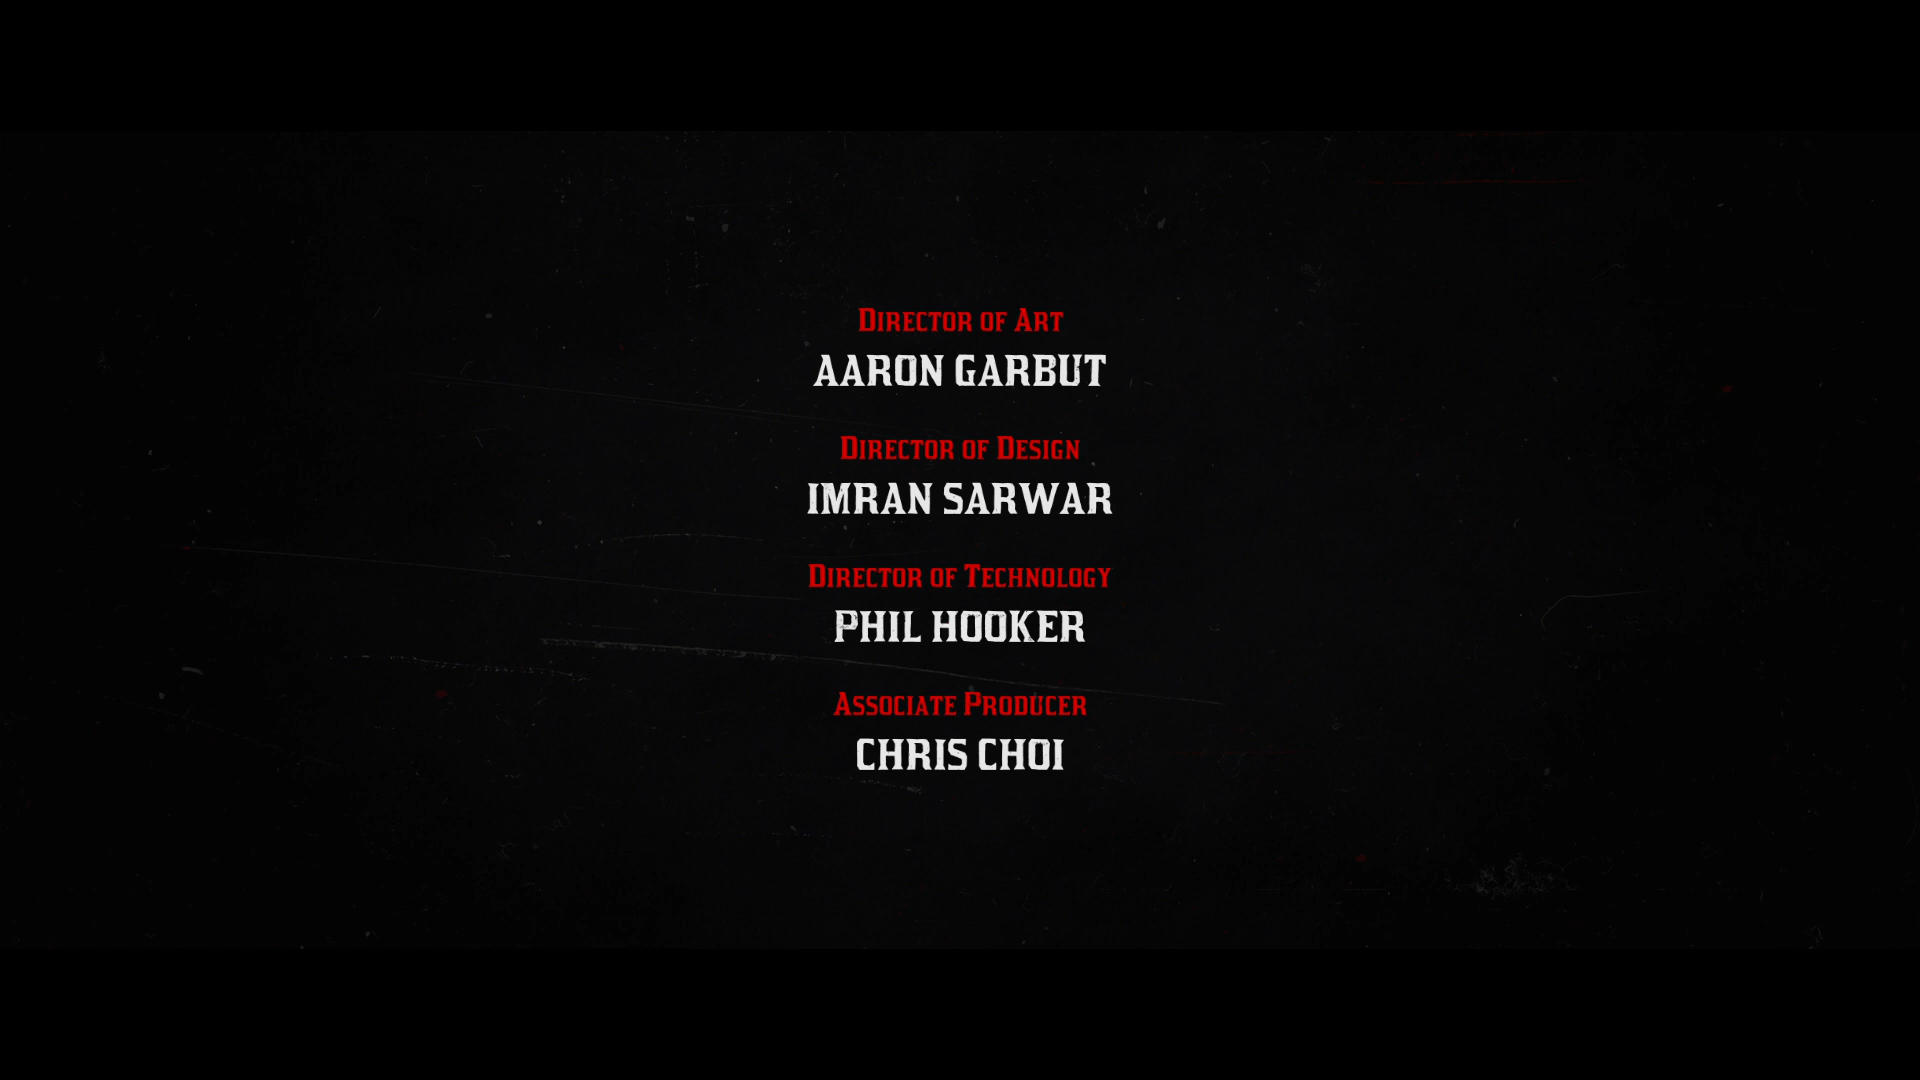 Director of Art
AARON GARBUT
Director of Design
IMRAN SARWAR
Director of Technology
PHIL HOOKER
Associate Producer
CHRIS CHOI